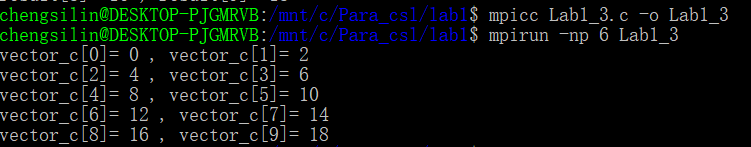 chengsilin@DESKTOP-PJGMRVB:/mnt/c/Para_csl/lab1$ mpicc Lab1_3.c -o Lab1_3
chengsilin@DESKTOP-PJGMRVB:/mnt/c/Para_csl/lab1$ mpirun -np 6 Lab1_3
vector_c[0]= 0 , vector_c[1]= 2
vector_c[2]= 4 , vector_c[3]= 6
vector_c[4]= 8 , vector_c[5]= 10
vector_c[6]= 12 , vector_c[7]= 14
vector_c[8]= 16 , vector_c[9]= 18